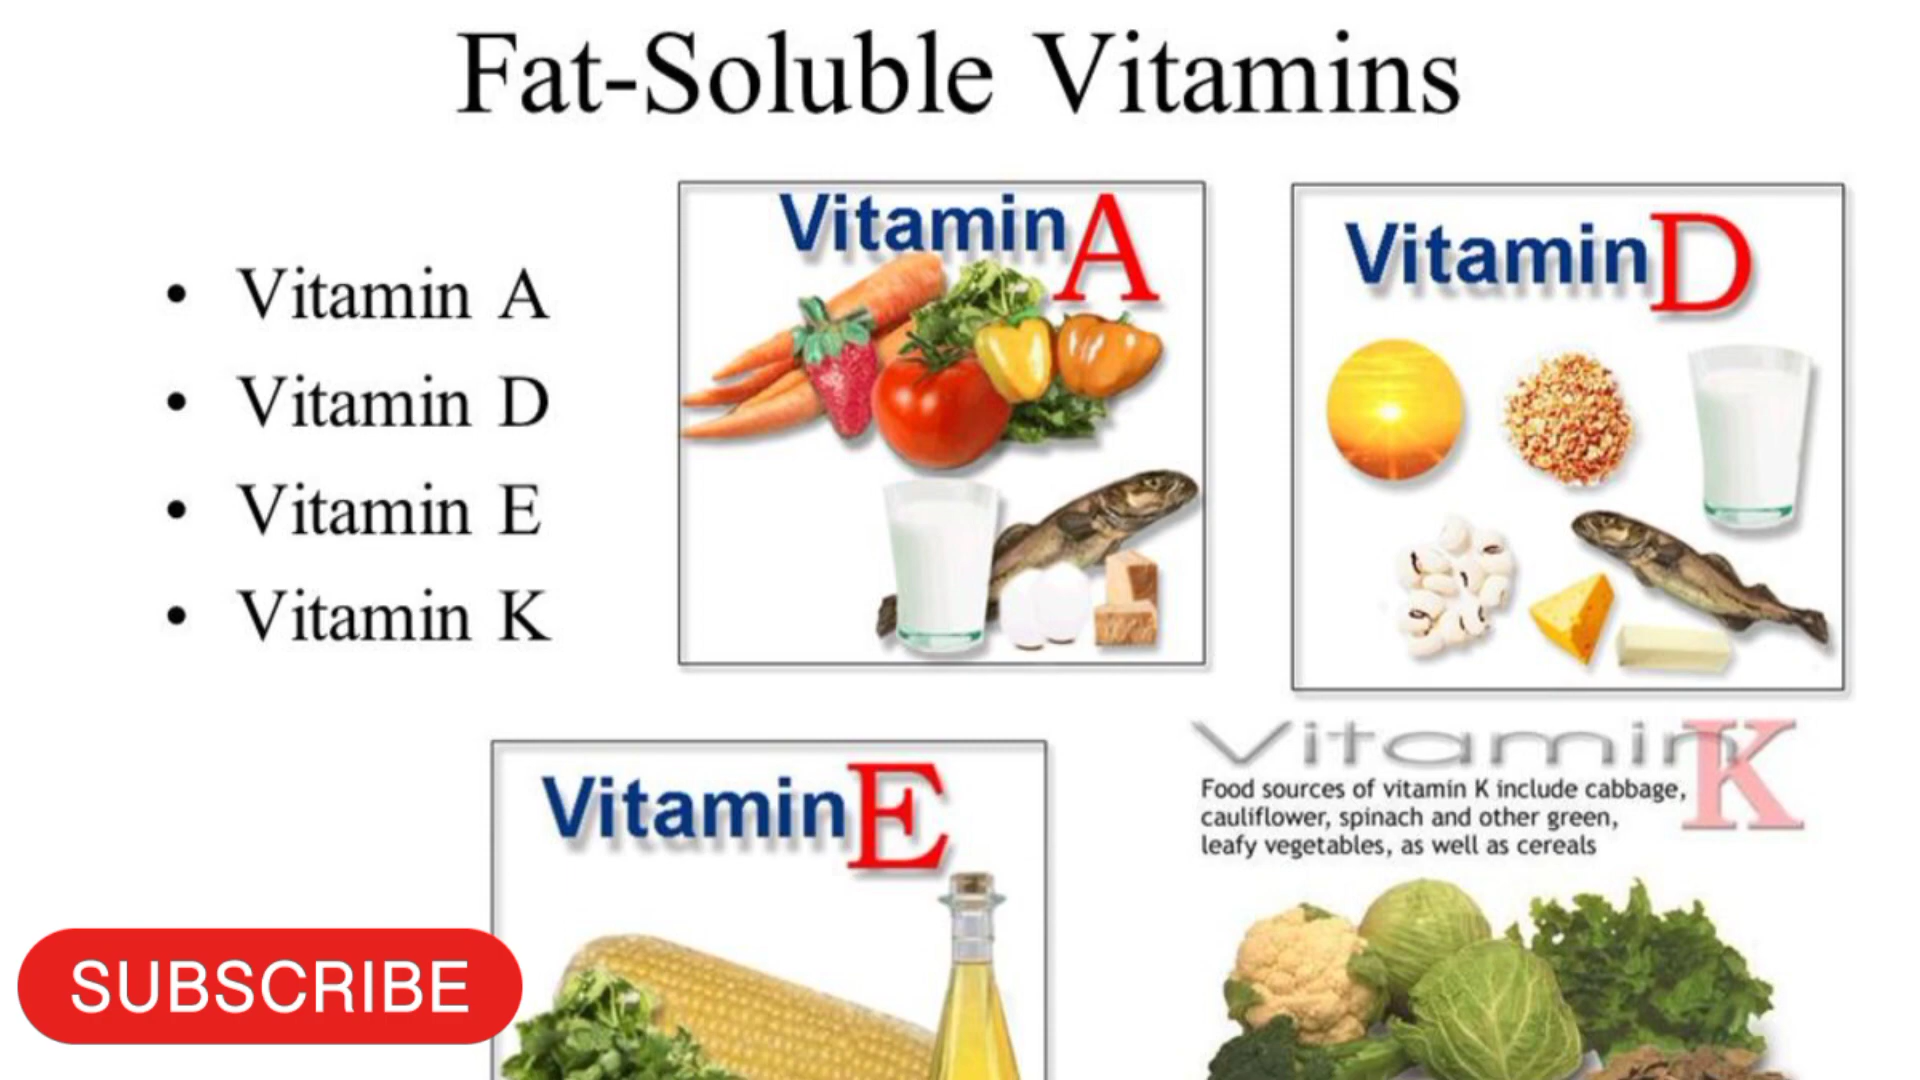 Fat-Soluble Vitamins
• Vitamin A
• Vitamin D
• Vitamin E
• Vitamin K
Vitamin A
Vitamin D
Vitamin E
Vitamin K
Food sources of vitamin K include cabbage,
cauliflower, spinach and other green,
leafy vegetables, as well as cereals
SUBSCRIBE